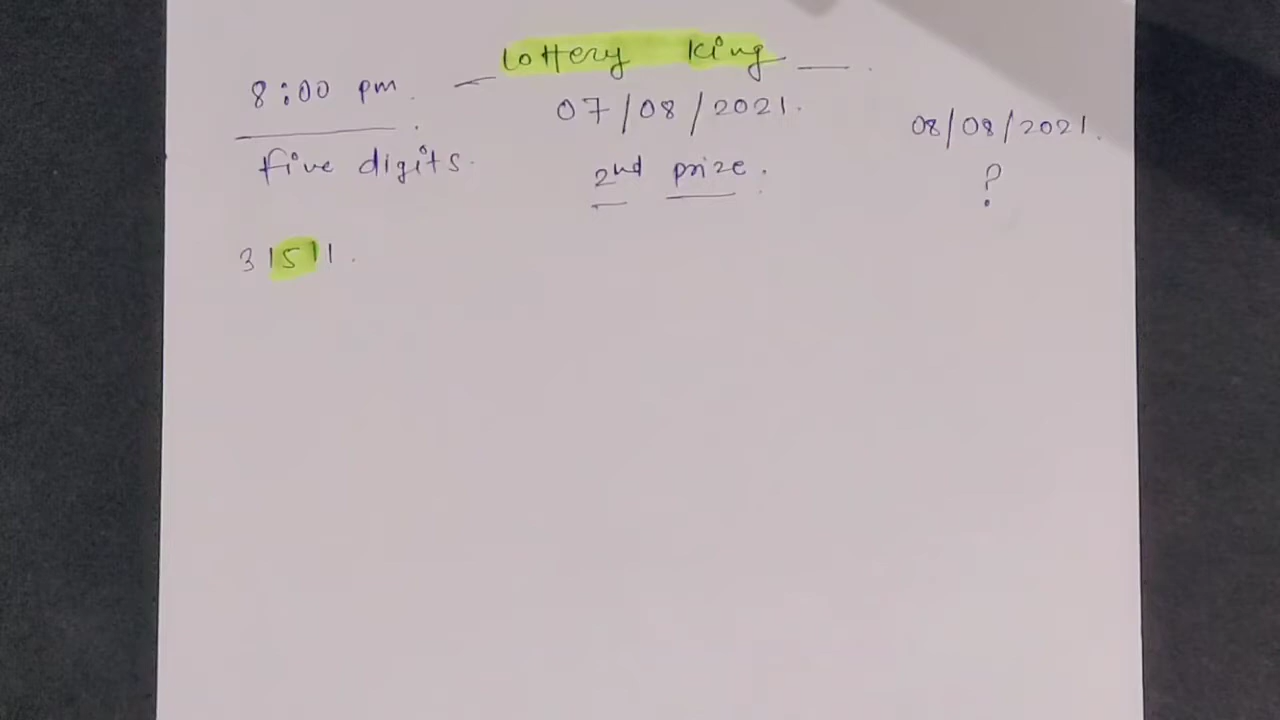 Lottery King
8:00 pm.
07/08/2021.
08/08/2021.
five digits.
2nd prize.
?
31511.